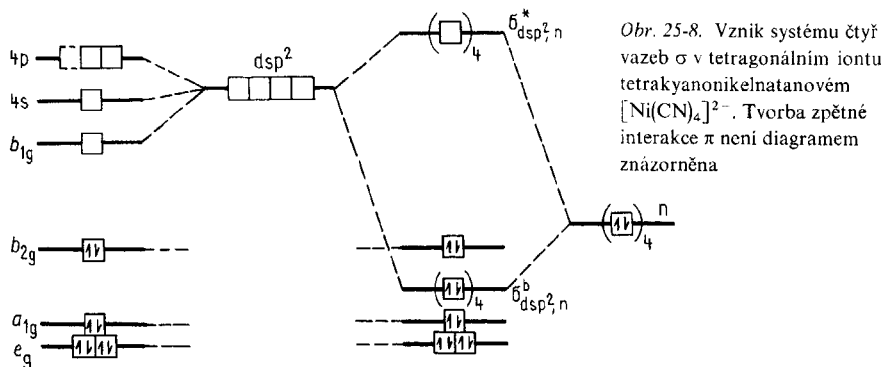 4p
4s
b1g
b2g
a1g
eg
dsp²
σ*dsp², n
( )4
( )4
σᵇdsp², n
( )4 n
Obr. 25-8. Vznik systému čtyř
vazeb σ v tetragonálním iontu
tetrakyanonikelnatanovém
[Ni(CN)₄]²⁻. Tvorba zpětné
interakce π není diagramem
znázorněna